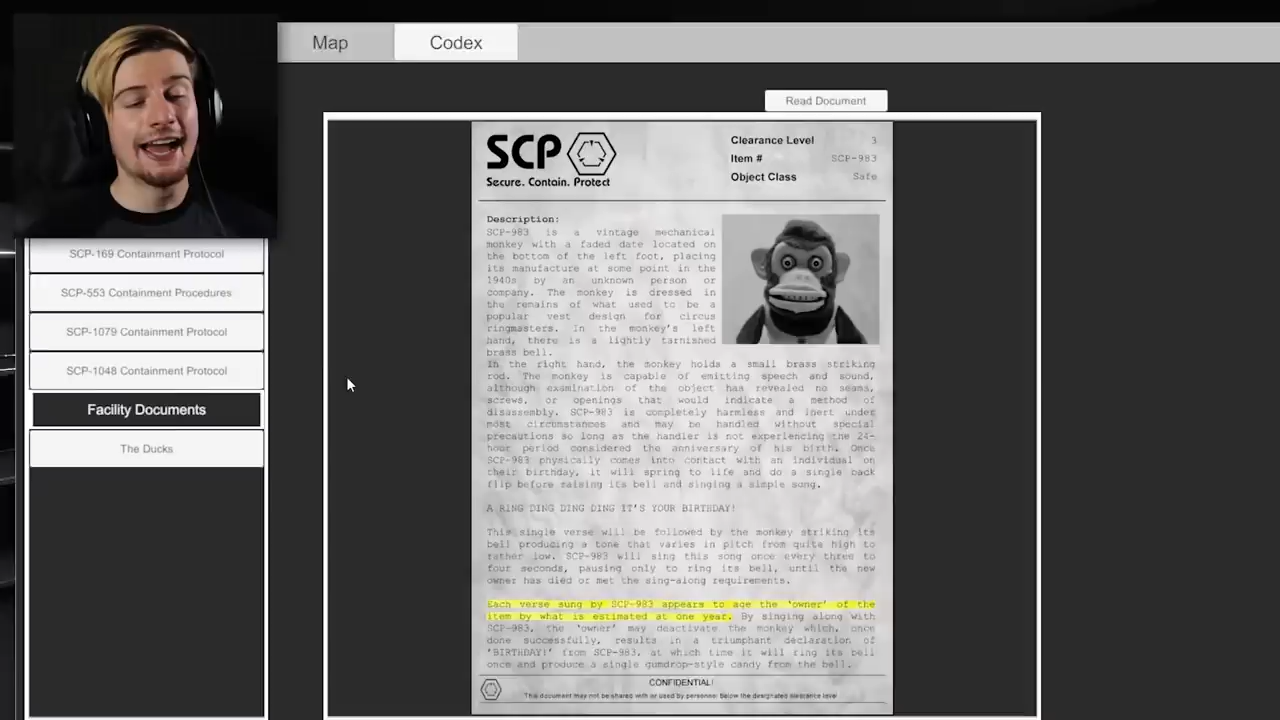 Map
Codex
Read Document
SCP
Secure. Contain. Protect
Clearance Level 3
Item # SCP-983
Object Class Safe
SCP-169 Containment Protocol
SCP-553 Containment Procedures
SCP-1079 Containment Protocol
SCP-1048 Containment Protocol
Facility Documents
The Ducks
Description:
SCP-983 is a vintage mechanical
monkey with a faded date located on
the bottom of the left foot, placing
its manufacture at some point in the
1940s by an unknown person or
company. The monkey is dressed in
the remains of what used to be a
popular vest design for circus
ringmasters. In the monkey's left
hand, there is a lightly tarnished
brass bell.
In the right hand, the monkey holds a small brass striking
rod. The monkey is capable of emitting speech and sound,
although examination of the object has revealed no seams,
screws, or openings that would indicate a method of
disassembly. SCP-983 is completely harmless and inert under
most circumstances and may be handled without special
precautions so long as the handler is not experiencing the 24-
hour period considered the anniversary of his birth. Once
SCP-983 physically comes into contact with an individual on
their birthday, it will spring to life and do a single back
flip before raising its bell and singing a simple song.
A RING DING DING DING IT'S YOUR BIRTHDAY!
This single verse will be followed by the monkey striking its
bell producing a tone that varies in pitch from quite high to
rather low. SCP-983 will sing this song once every three to
four seconds, pausing only to ring its bell, until the new
owner has died or met the sing-along requirements.
Each verse sung by SCP-983 appears to age the 'owner' of the
item by what is estimated at one year. By singing along with
SCP-983, the 'owner' may deactivate the monkey which, once
done successfully, results in a triumphant declaration of
'BIRTHDAY!' from SCP-983, at which time it will ring its bell
once and produce a single gumdrop-style candy from the bell.
CONFIDENTIAL!
This document may not be shared with or used by personnel below the designated clearance level